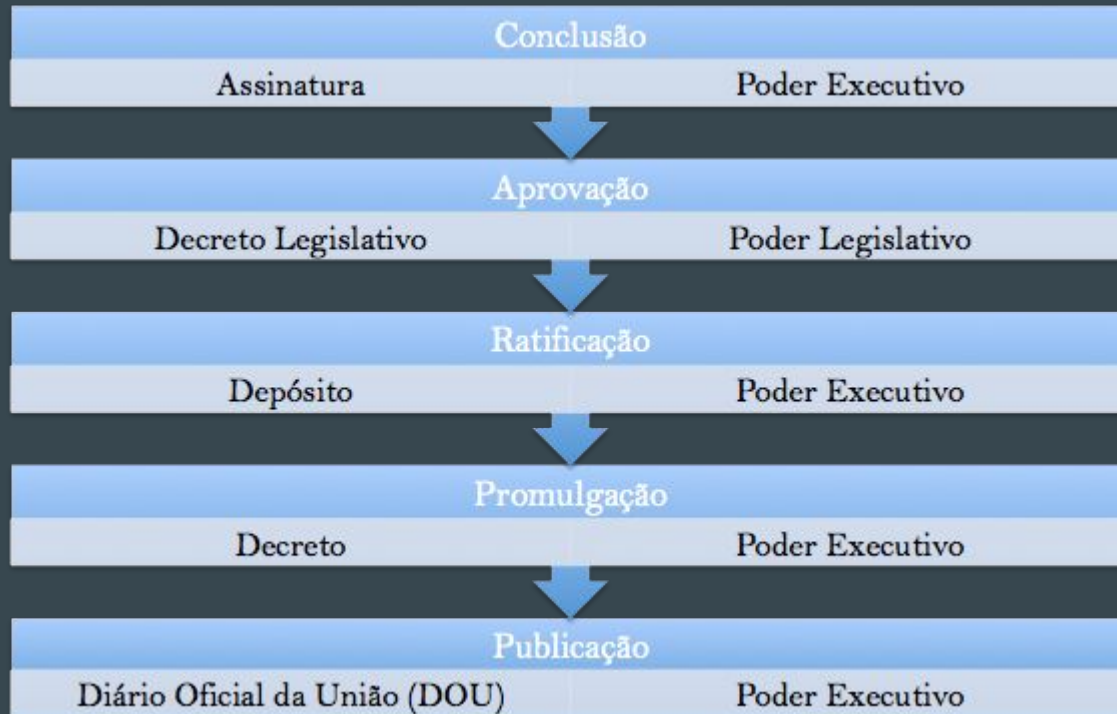 Conclusão
Assinatura Poder Executivo
Aprovação
Decreto Legislativo Poder Legislativo
Ratificação
Depósito Poder Executivo
Promulgação
Decreto Poder Executivo
Publicação
Diário Oficial da União (DOU) Poder Executivo